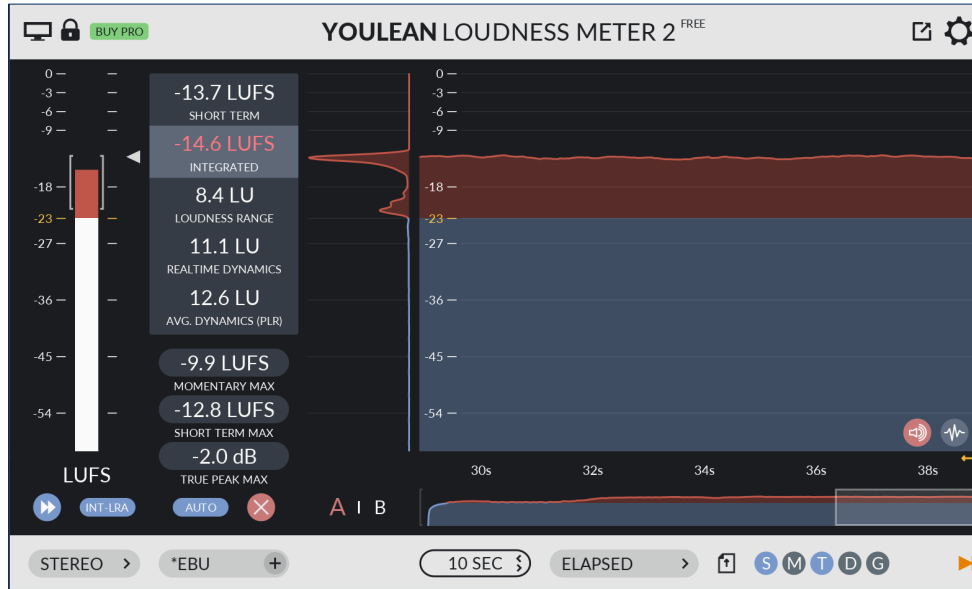 BUY PRO
YOULEAN LOUDNESS METER 2 FREE
0
-3
-6
-9
-18
-23
-27
-36
-45
-54
LUFS
-13.7 LUFS
SHORT TERM
-14.6 LUFS
INTEGRATED
8.4 LU
LOUDNESS RANGE
11.1 LU
REALTIME DYNAMICS
12.6 LU
AVG. DYNAMICS (PLR)
-9.9 LUFS
MOMENTARY MAX
-12.8 LUFS
SHORT TERM MAX
-2.0 dB
TRUE PEAK MAX
0
-3
-6
-9
-18
-23
-27
-36
-45
-54
30s 32s 34s 36s 38s
INT-LRA AUTO
A I B
STEREO *EBU + 10 SEC ELAPSED S M T D G